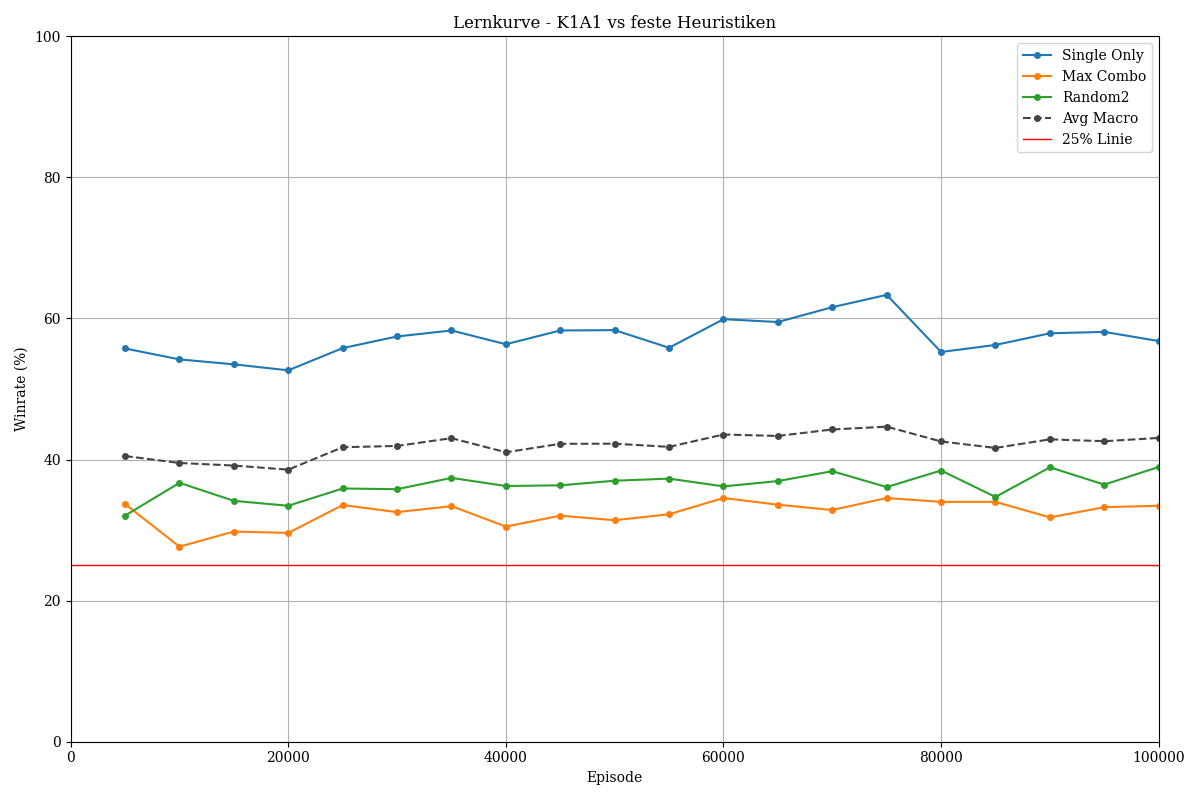 Lernkurve - K1A1 vs feste Heuristiken
100
80
60
40
20
0
Winrate (%)
Single Only
Max Combo
Random2
Avg Macro
25% Linie
0 20000 40000 60000 80000 100000
Episode